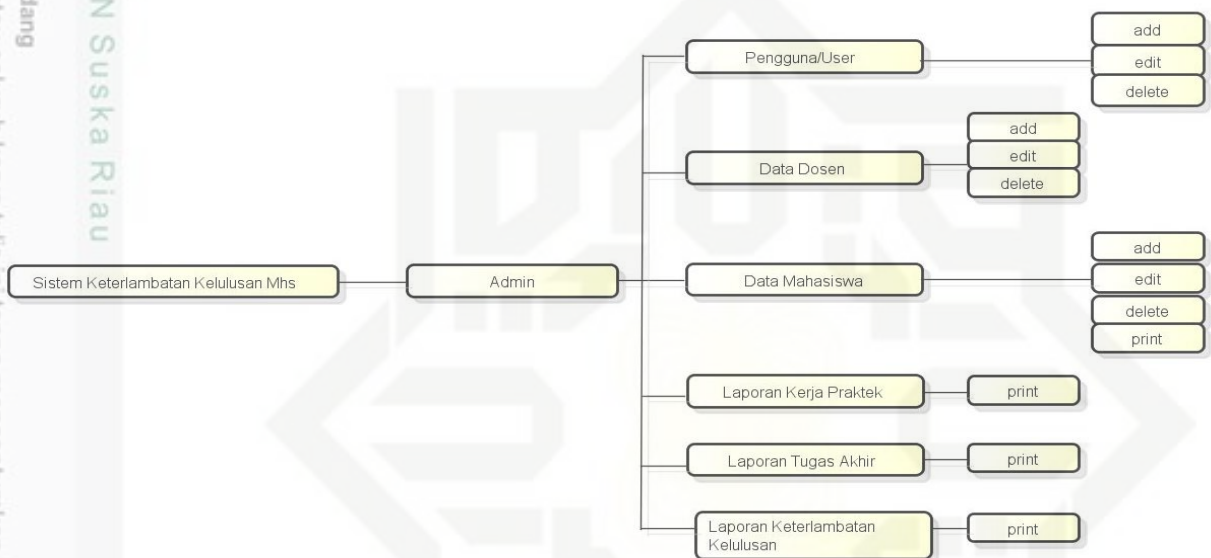 N Suska Riau
Pengguna/User
add
edit
delete
Data Dosen
add
edit
delete
Sistem Keterlambatan Kelulusan Mhs
Admin
Data Mahasiswa
add
edit
delete
print
Laporan Kerja Praktek
print
Laporan Tugas Akhir
print
Laporan Keterlambatan
Kelulusan
print